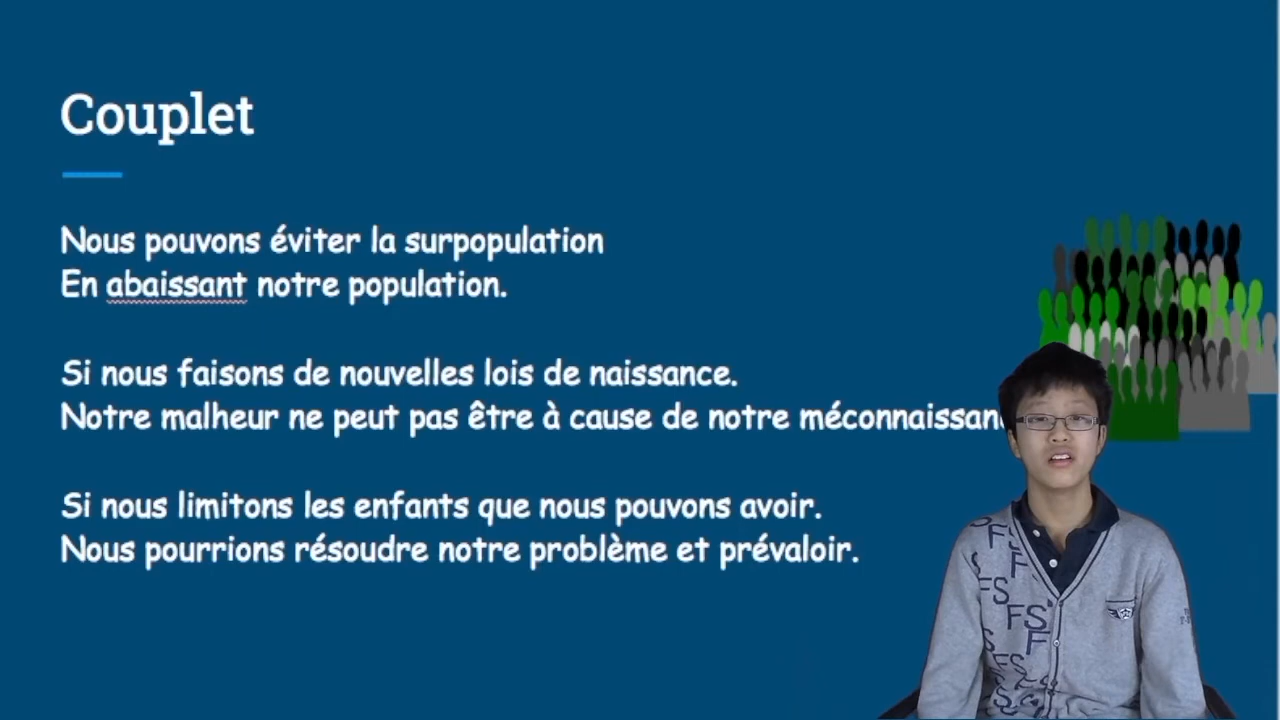 Couplet
Nous pouvons éviter la surpopulation
En abaissant notre population.
Si nous faisons de nouvelles lois de naissance.
Notre malheur ne peut pas être à cause de notre
Si nous limitons les enfants que nous pouvons avoir.
Nous pourrions résoudre notre problème et prévaloir.